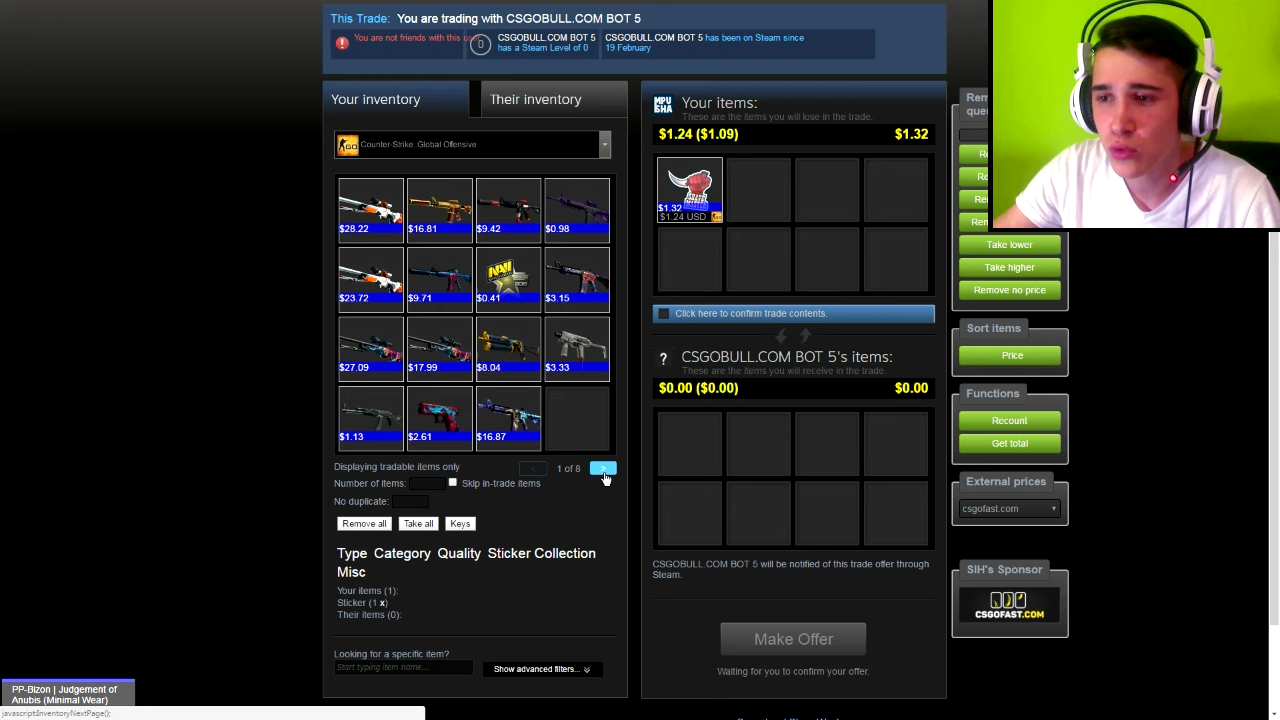 This Trade: You are trading with CSGOBULL.COM BOT 5
You are not friends with this
CSGOBULL.COM BOT 5
has a Steam Level of 0
0
CSGOBULL.COM BOT 5 has been on Steam since
19 February
Your inventory
Their inventory
Counter-Strike: Global Offensive
$28.22
$16.81
$9.42
$0.98
$23.72
$9.71
$0.41
$3.15
$27.09
$17.99
$8.04
$3.33
$1.13
$2.61
$16.87
Displaying tradable items only
< 1 of 8 >
Number of items:
Skip in-trade items
No duplicate:
Remove all
Take all
Keys
Type Category Quality Sticker Collection
Misc
Your items (1):
Sticker (1 x)
Their items (0):
Looking for a specific item?
Start typing item name...
Show advanced filters...
Your items:
These are the items you will lose in the trade.
$1.24 ($1.09)
$1.32
$1.32
$1.24 USD
Click here to confirm trade contents.
?
CSGOBULL.COM BOT 5's items:
These are the items you will receive in the trade.
$0.00 ($0.00)
$0.00
CSGOBULL.COM BOT 5 will be notified of this trade offer through
Steam.
Make Offer
Waiting for you to confirm your offer.
Take lower
Take higher
Remove no price
Sort items
Price
Functions
Recount
Get total
External prices
csgofast.com
SIH's Sponsor
CSGOFAST.COM
PP-Bizon | Judgement of
Anubis (Minimal Wear)
javascript:InventoryNextPage();